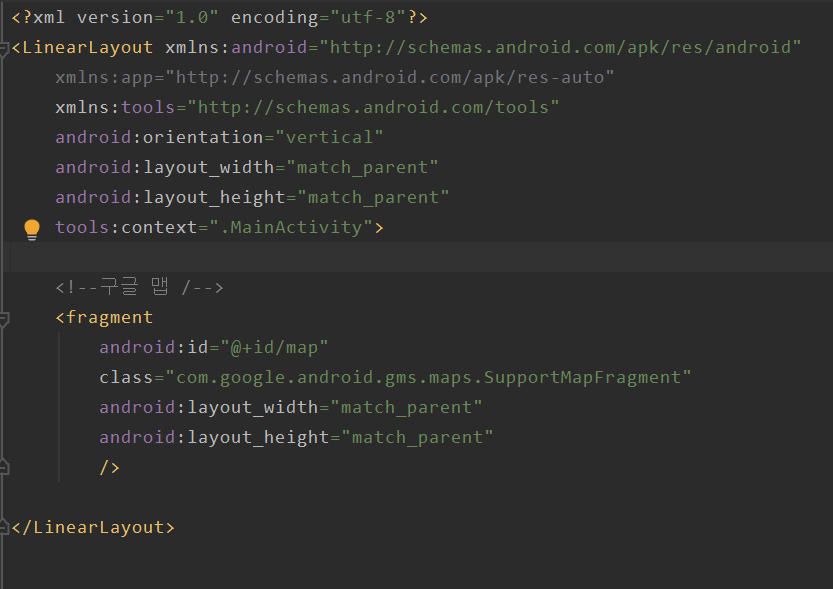 <?xml version="1.0" encoding="utf-8"?>
<LinearLayout xmlns:android="http://schemas.android.com/apk/res/android"
    xmlns:app="http://schemas.android.com/apk/res-auto"
    xmlns:tools="http://schemas.android.com/tools"
    android:orientation="vertical"
    android:layout_width="match_parent"
    android:layout_height="match_parent"
    tools:context=".MainActivity">
    <!--구글 맵 /-->
    <fragment
        android:id="@+id/map"
        class="com.google.android.gms.maps.SupportMapFragment"
        android:layout_width="match_parent"
        android:layout_height="match_parent"
        />
</LinearLayout>